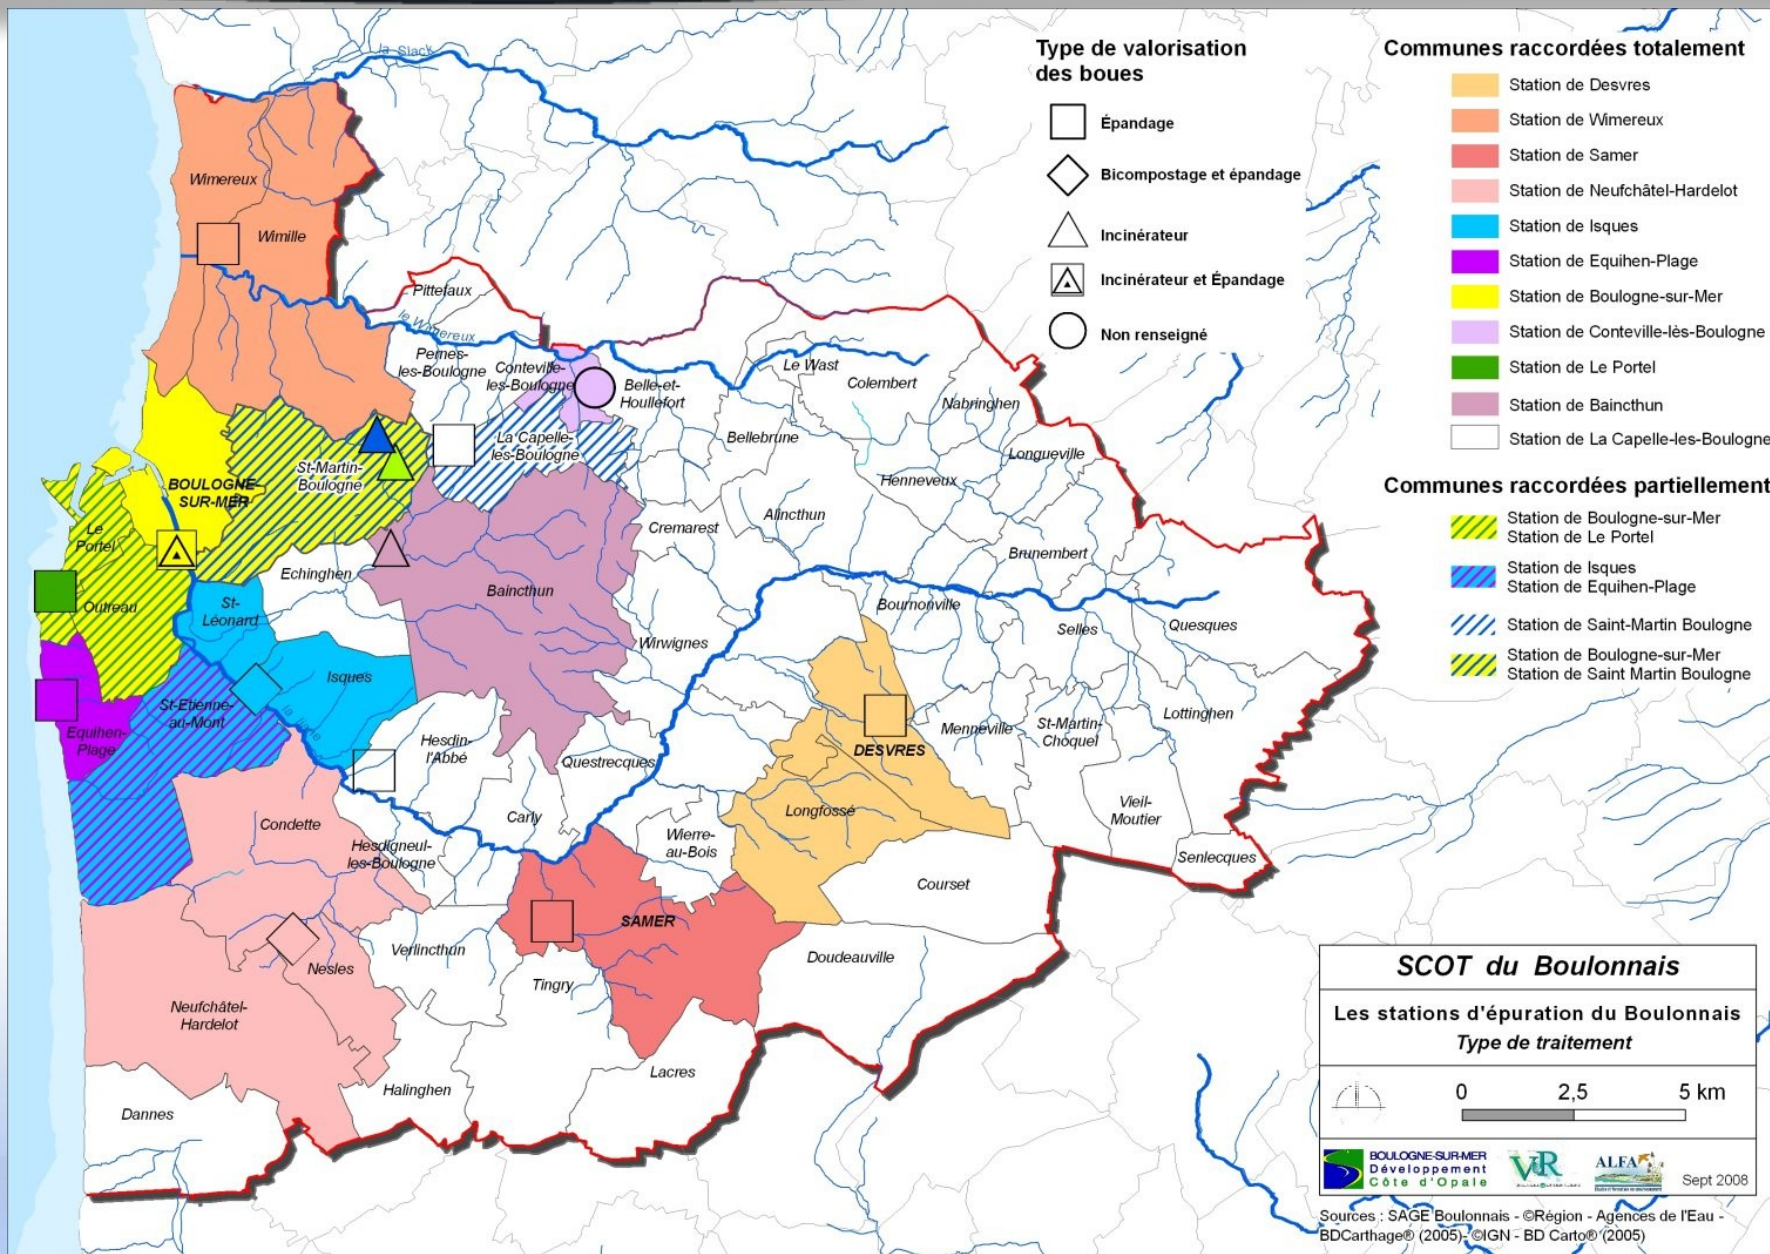 la Slack
Type de valorisation
des boues
Épandage
Bicompostage et épandage
Incinérateur
Incinérateur et Épandage
Non renseigné
Communes raccordées totalement
Station de Desvres
Station de Wimereux
Station de Samer
Station de Neufchâtel-Hardelot
Station de Isques
Station de Equihen-Plage
Station de Boulogne-sur-Mer
Station de Conteville-lès-Boulogne
Station de Le Portel
Station de Baincthun
Station de La Capelle-les-Boulogne
Communes raccordées partiellement
Station de Boulogne-sur-Mer
Station de Le Portel
Station de Isques
Station de Equihen-Plage
Station de Saint-Martin Boulogne
Station de Boulogne-sur-Mer
Station de Saint Martin Boulogne
Wimereux
Wimille
Pittefaux
le Wimereux
Pernes-
les-Boulogne
Conteville-
les-Boulogne
Belle-et-
Houllefort
Le Wast
Colembert
Nabringhen
Bellebrune
La Capelle-
les-Boulogne
Longueville
Henneveux
St-Martin-
Boulogne
BOULOGNE-
SUR-MER
Le
Portel
Cremarest
Alincthun
Brunembert
Echinghen
Baincthun
Outreau
St-
Léonard
Bournonville
Selles
Quesques
Wirwignes
Isques
St-Etienne-
au-Mont
la Liane
Equihen-
Plage
Hesdin-
l'Abbé
Questrecques
DESVRES
Menneville
St-Martin-
Choquel
Lottinghen
Condette
Carly
Longfossé
Vieil-
Moutier
Hesdigneul-
les-Boulogne
Wierre-
au-Bois
Senlecques
Courset
SAMER
Verlincthun
Nesles
Tingry
Doudeauville
Neufchâtel-
Hardelot
Halinghen
Lacres
Dannes
SCOT du Boulonnais
Les stations d'épuration du Boulonnais
Type de traitement
0 2,5 5 km
BOULOGNE-SUR-MER
Développement
Côte d'Opale
ALFA
Sept 2008
Sources : SAGE Boulonnais - ©Région - Agences de l'Eau -
BDCarthage® (2005)- ©IGN - BD Carto® (2005)